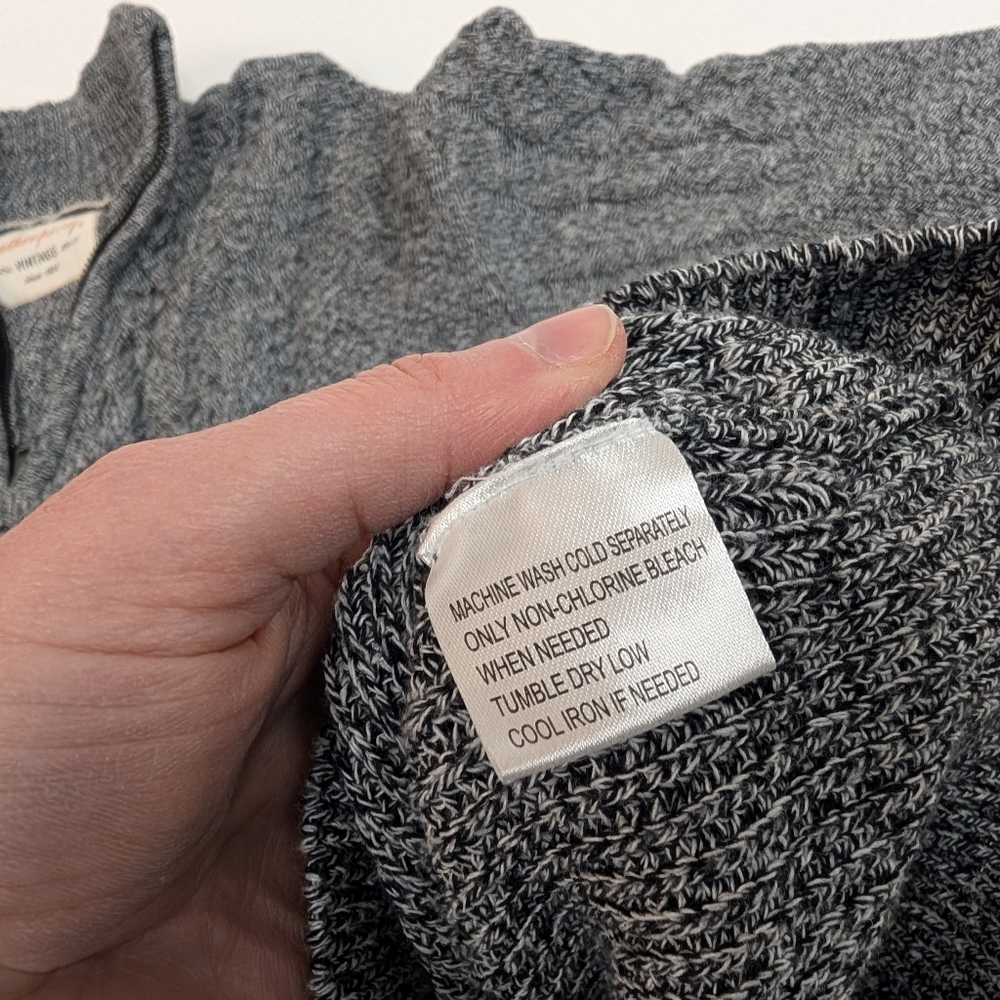 VINTAGE
MACHINE WASH COLD SEPARATELY
ONLY NON-CHLORINE BLEACH
WHEN NEEDED
TUMBLE DRY LOW
COOL IRON IF NEEDED